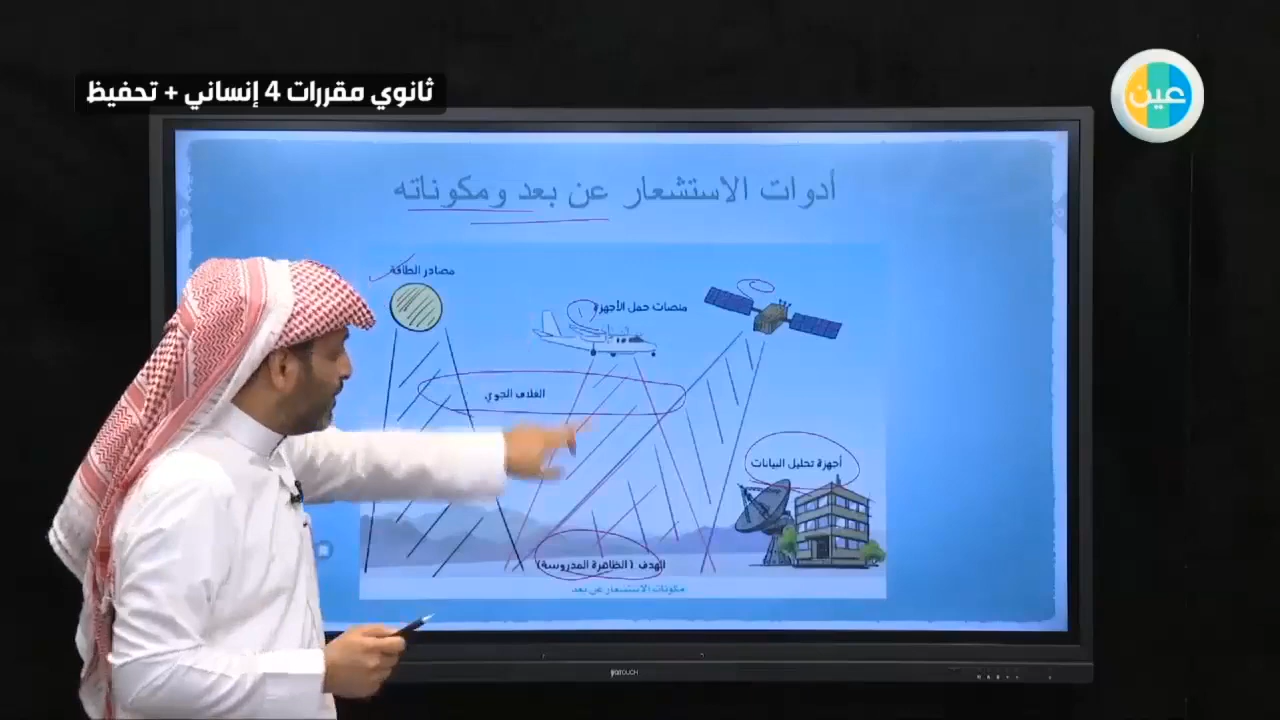 ثانوي مقررات 4 إنساني + تحفيظ
عين
أدوات الاستشعار عن بعد ومكوناته
مصادر الطاقة
منصات حمل الأجهزة
الغلاف الجوي
أجهزة تحليل البيانات
الهدف (الظاهرة المدروسة)
مكونات الاستشعار عن بعد